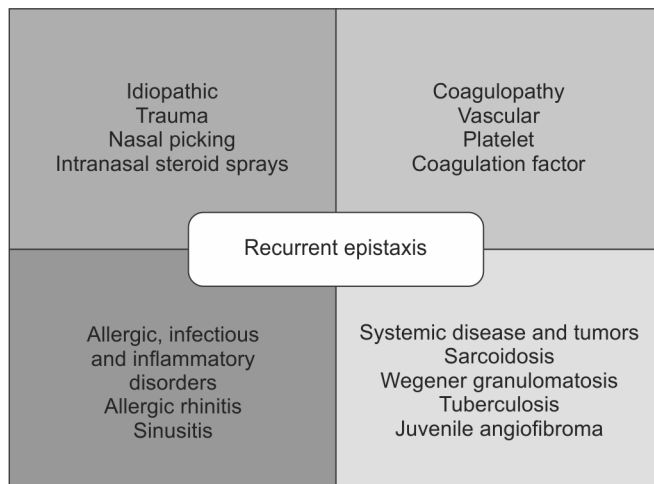 Idiopathic
Trauma
Nasal picking
Intranasal steroid sprays
Coagulopathy
Vascular
Platelet
Coagulation factor
Recurrent epistaxis
Allergic, infectious
and inflammatory
disorders
Allergic rhinitis
Sinusitis
Systemic disease and tumors
Sarcoidosis
Wegener granulomatosis
Tuberculosis
Juvenile angiofibroma